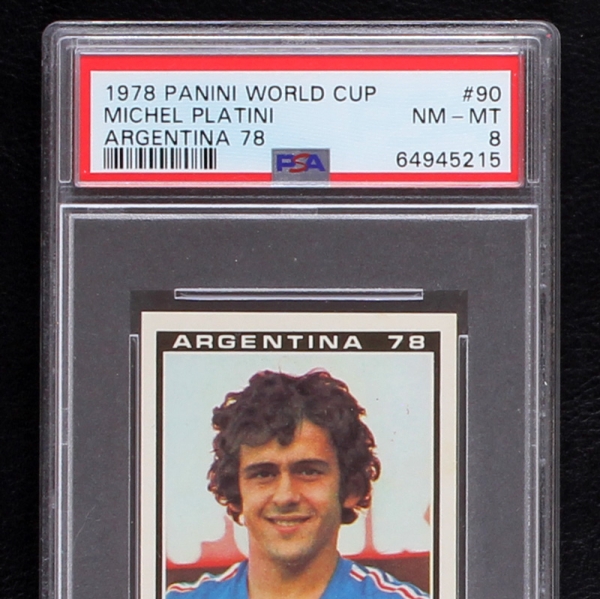 1978 PANINI WORLD CUP #90
MICHEL PLATINI NM - MT
ARGENTINA 78 8
PSA 64945215
ARGENTINA 78